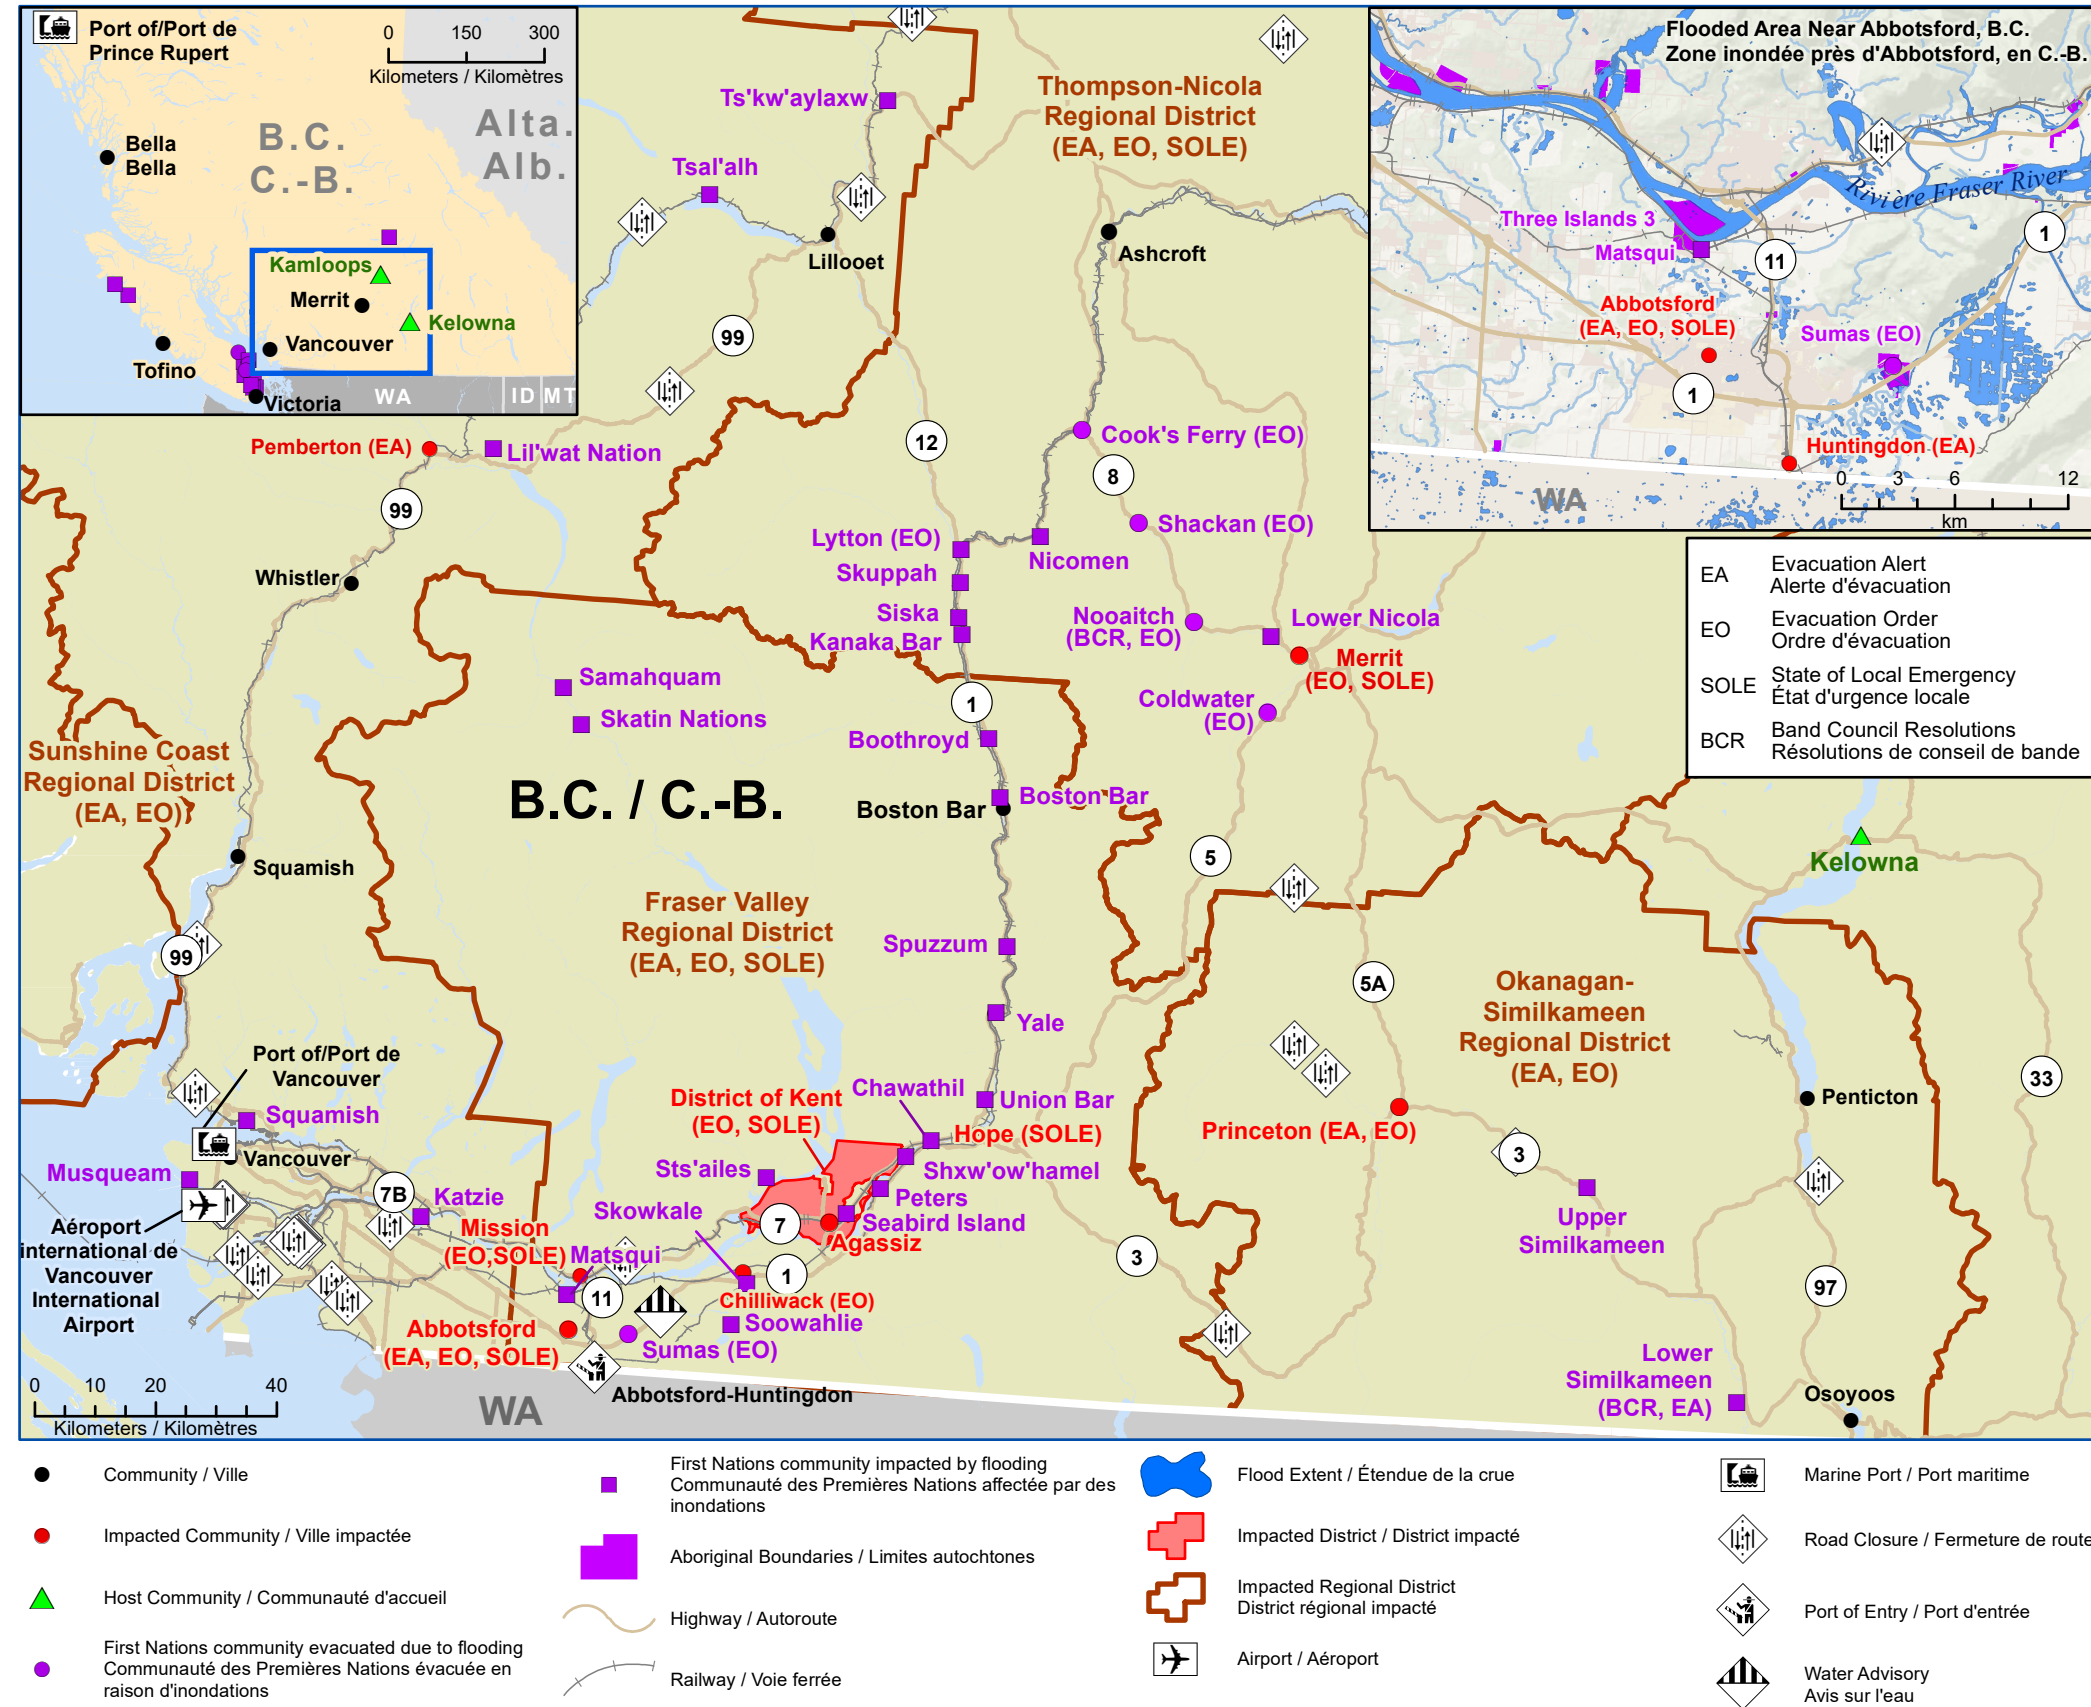 Port of/Port de
Prince Rupert
0 150 300
Kilometers / Kilomètres
Alta.
Alb.
B.C.
C.-B.
Bella
Bella
Kamloops
Merrit
Kelowna
Vancouver
Tofino
Victoria
WA
ID
MT
Flooded Area Near Abbotsford, B.C.
Zone inondée près d'Abbotsford, en C.-B.
Rivière Fraser River
Three Islands 3
Matsqui
11
1
Abbotsford
(EA, EO, SOLE)
Sumas (EO)
1
Huntingdon (EA)
WA
0 3 6 12
km
EA Evacuation Alert
Alerte d'évacuation
EO Evacuation Order
Ordre d'évacuation
SOLE State of Local Emergency
État d'urgence locale
BCR Band Council Resolutions
Résolutions de conseil de bande
Thompson-Nicola
Regional District
(EA, EO, SOLE)
Ts'kw'aylaxw
Tsal'alh
Lillooet
Ashcroft
99
12
Cook's Ferry (EO)
8
Pemberton (EA)
Lil'wat Nation
99
Shackan (EO)
Lytton (EO)
Nicomen
Skuppah
Whistler
Siska
Kanaka Bar
Nooaitch
(BCR, EO)
Lower Nicola
Merrit
(EO, SOLE)
Samahquam
Skatin Nations
1
Coldwater
(EO)
Boothroyd
Sunshine Coast
Regional District
(EA, EO)
B.C. / C.-B.
Boston Bar
Boston Bar
5
Kelowna
Squamish
Fraser Valley
Regional District
(EA, EO, SOLE)
99
Spuzzum
5A
Okanagan-
Similkameen
Regional District
(EA, EO)
Yale
33
Port of/Port de
Vancouver
Chawathil
Union Bar
Penticton
District of Kent
(EO, SOLE)
Squamish
Hope (SOLE)
Princeton (EA, EO)
3
Vancouver
Musqueam
Sts'ailes
Shxw'ow'hamel
7B
Katzie
Peters
Skowkale
7
Seabird Island
Agassiz
Aéroport
international de
Vancouver
International
Airport
Mission
(EO,SOLE)
Matsqui
11
1
3
Upper
Similkameen
97
Chilliwack (EO)
Soowahlie
Abbotsford
(EA, EO, SOLE)
Sumas (EO)
Abbotsford-Huntingdon
WA
Lower
Similkameen
(BCR, EA)
Osoyoos
0 10 20 40
Kilometers / Kilomètres
Community / Ville
Impacted Community / Ville impactée
Host Community / Communauté d'accueil
First Nations community evacuated due to flooding
Communauté des Premières Nations évacuée en
raison d'inondations
First Nations community impacted by flooding
Communauté des Premières Nations affectée par des
inondations
Aboriginal Boundaries / Limites autochtones
Highway / Autoroute
Railway / Voie ferrée
Flood Extent / Étendue de la crue
Impacted District / District impacté
Impacted Regional District
District régional impacté
Airport / Aéroport
Marine Port / Port maritime
Road Closure / Fermeture de route
Port of Entry / Port d'entrée
Water Advisory
Avis sur l'eau